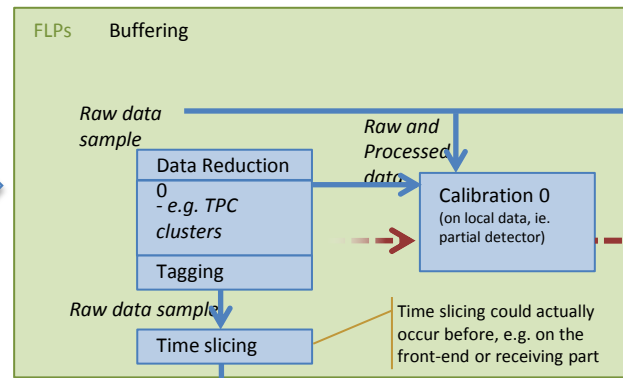 FLPs Buffering
Raw data
sample
Raw and
Processed
data
Data Reduction
0
- e.g. TPC
clusters
Tagging
Calibration 0
(on local data, ie.
partial detector)
Raw data sample
Time slicing
Time slicing could actually
occur before, e.g. on the
front-end or receiving part